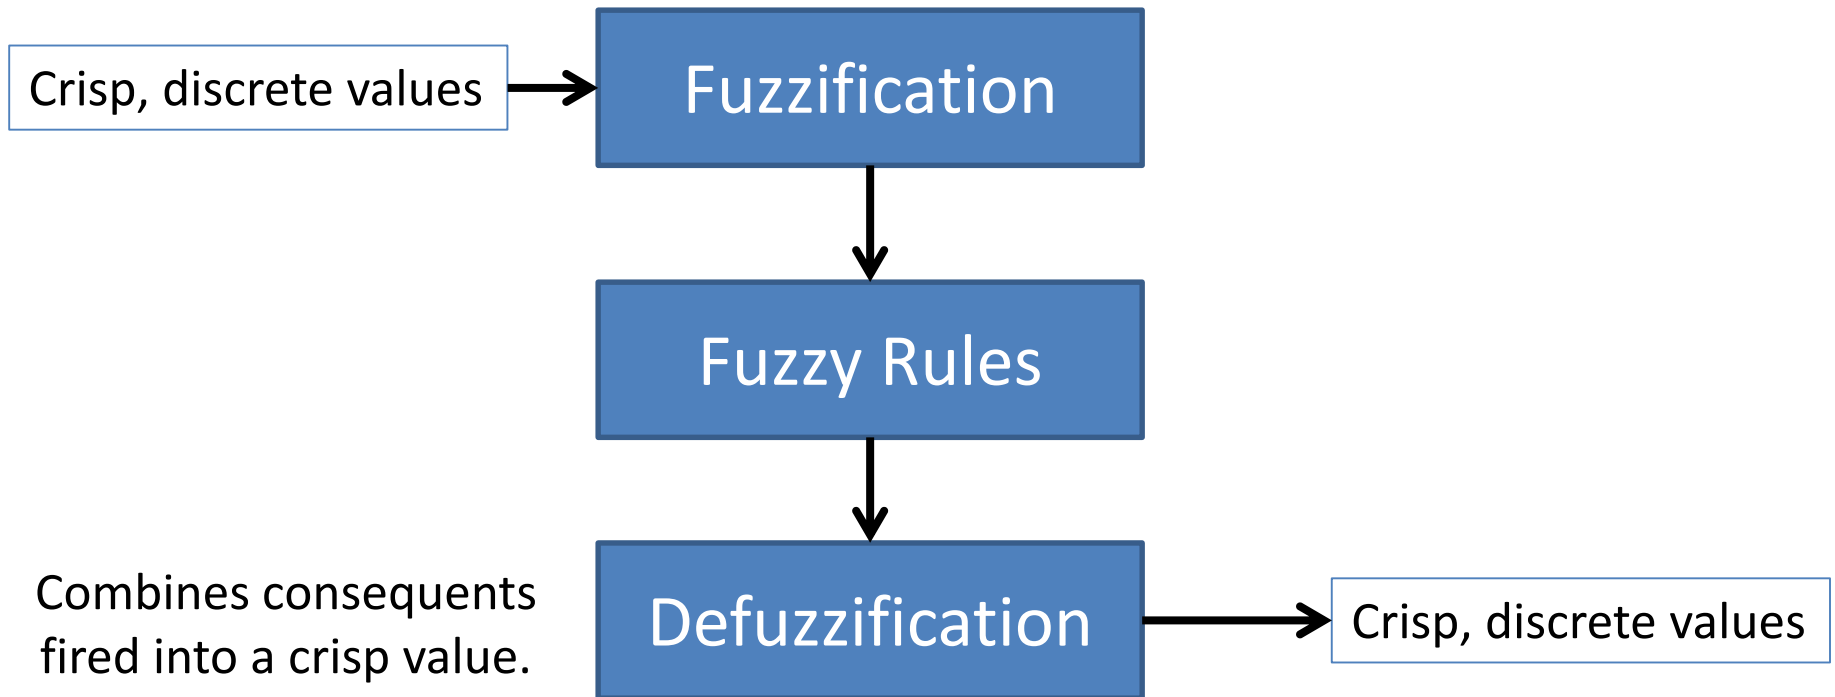 Crisp, discrete values
Fuzzification
Fuzzy Rules
Combines consequents
fired into a crisp value.
Defuzzification
Crisp, discrete values